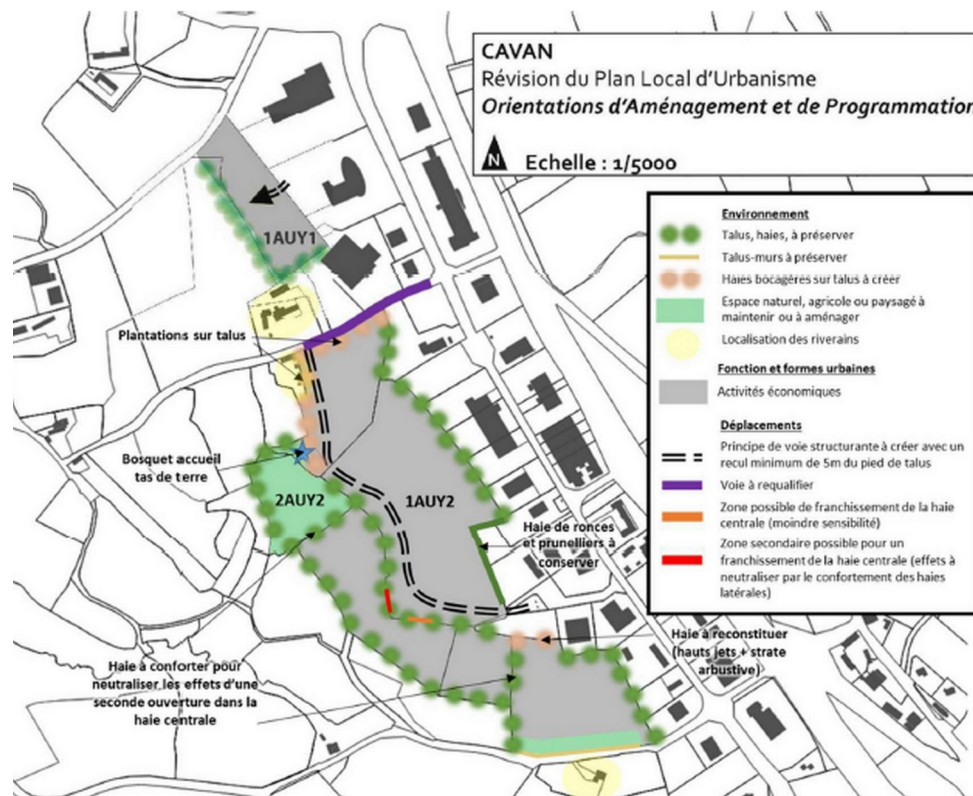 CAVAN
Révision du Plan Local d'Urbanisme
Orientations d'Aménagement et de Programmation
N
Echelle : 1/5000
Environnement
Talus, haies, à préserver
Talus-murs à préserver
Haies bocagères sur talus à créer
Espace naturel, agricole ou paysagé à
maintenir ou à aménager
Localisation des riverains
Fonction et formes urbaines
Activités économiques
Déplacements
Principe de voie structurante à créer avec un
recul minimum de 5m du pied de talus
Voie à requalifier
Zone possible de franchissement de la haie
centrale (moindre sensibilité)
Zone secondaire possible pour un
franchissement de la haie centrale (effets à
neutraliser par le confortement des haies
latérales)
1AUY1
Plantations sur talus
Bosquet accueil
tas de terre
2AUY2
1AUY2
Haie de ronces
et prunelliers à
conserver
Haie à reconstituer
(hauts jets + strate
arbustive)
Haie à conforter pour
neutraliser les effets d'une
seconde ouverture dans la
haie centrale